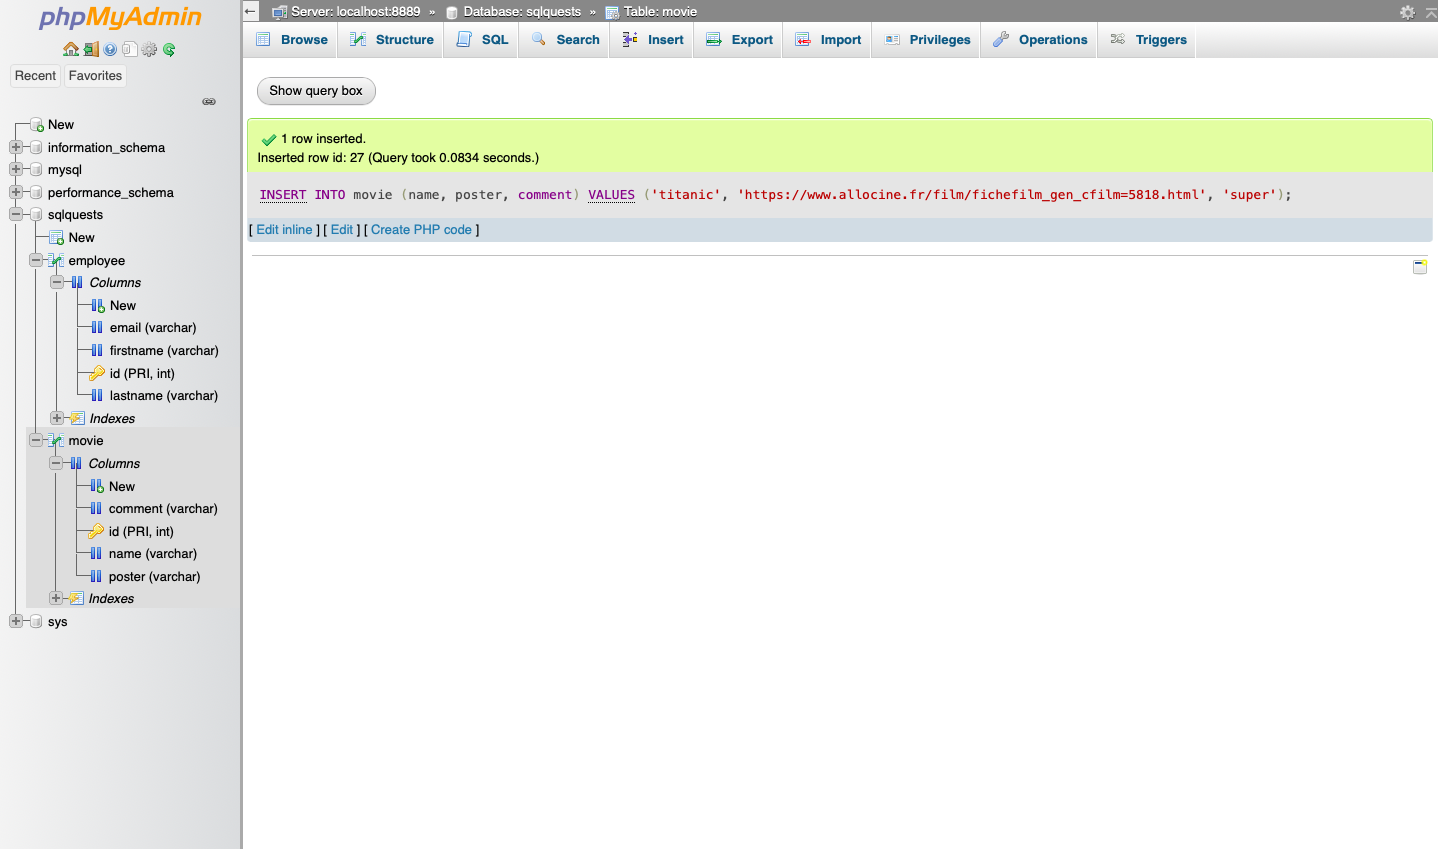 phpMyAdmin
Recent Favorites
New
information_schema
mysql
performance_schema
sqlquests
New
employee
Columns
New
email (varchar)
firstname (varchar)
id (PRI, int)
lastname (varchar)
Indexes
movie
Columns
New
comment (varchar)
id (PRI, int)
name (varchar)
poster (varchar)
Indexes
sys
Server: localhost:8889 » Database: sqlquests » Table: movie
Browse Structure SQL Search Insert Export Import Privileges Operations Triggers
Show query box
1 row inserted.
Inserted row id: 27 (Query took 0.0834 seconds.)
INSERT INTO movie (name, poster, comment) VALUES ('titanic', 'https://www.allocine.fr/film/fichefilm_gen_cfilm=5818.html', 'super');
[ Edit inline ] [ Edit ] [ Create PHP code ]